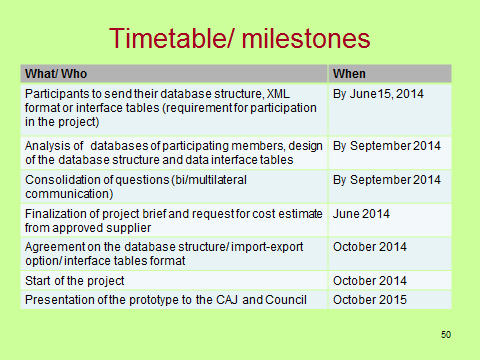 Timetable/ milestones
What/ Who When
Participants to send their database structure, XML By June15, 2014
format or interface tables (requirement for participation
in the project)
Analysis of databases of participating members, design By September 2014
of the database structure and data interface tables
Consolidation of questions (bi/multilateral By September 2014
communication)
Finalization of project brief and request for cost estimate June 2014
from approved supplier
Agreement on the database structure/ import-export October 2014
option/ interface tables format
Start of the project October 2014
Presentation of the prototype to the CAJ and Council October 2015
50